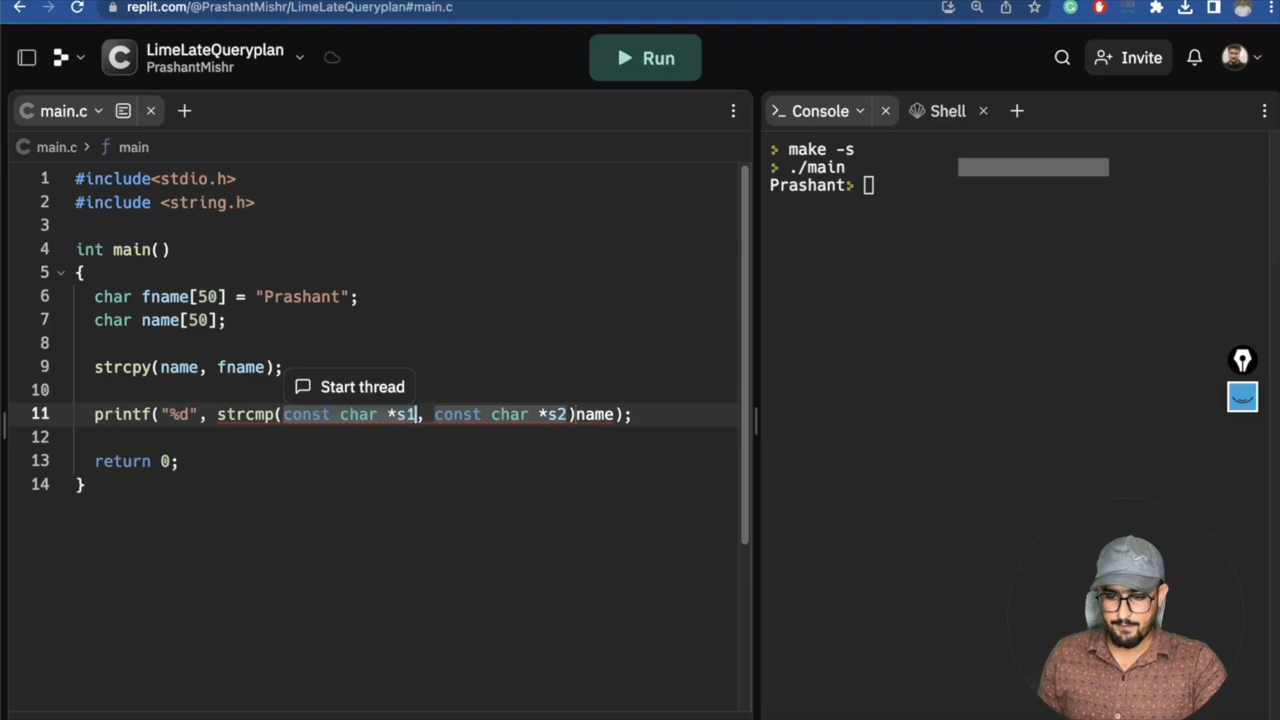 replit.com/@PrashantMishr/LimeLateQueryplan#main.c
LimeLateQueryplan
PrashantMishr
Run
Invite
main.c
Console
Shell
main.c > main
1 #include<stdio.h>
2 #include <string.h>
3
4 int main()
5 {
6 char fname[50] = "Prashant";
7 char name[50];
8
9 strcpy(name, fname);
10
Start thread
11 printf("%d", strcmp(const char *s1, const char *s2)name);
12
13 return 0;
14 }
> make -s
> ./main
Prashant>